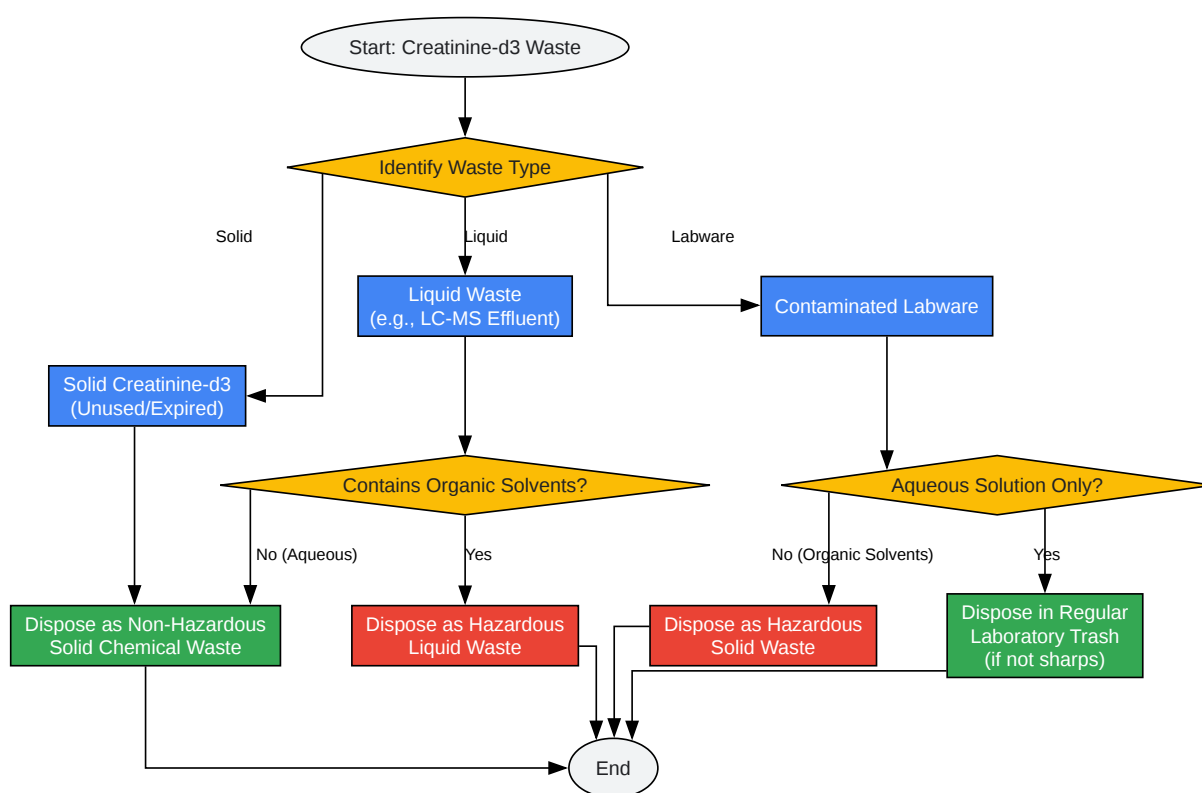 Start: Creatinine-d3 Waste
Identify Waste Type
Solid
Liquid
Labware
Liquid Waste
(e.g., LC-MS Effluent)
Contaminated Labware
Solid Creatinine-d3
(Unused/Expired)
Contains Organic Solvents?
Aqueous Solution Only?
No (Aqueous)
Yes
No (Organic Solvents)
Yes
Dispose as Non-Hazardous
Solid Chemical Waste
Dispose as Hazardous
Liquid Waste
Dispose as Hazardous
Solid Waste
Dispose in Regular
Laboratory Trash
(if not sharps)
End